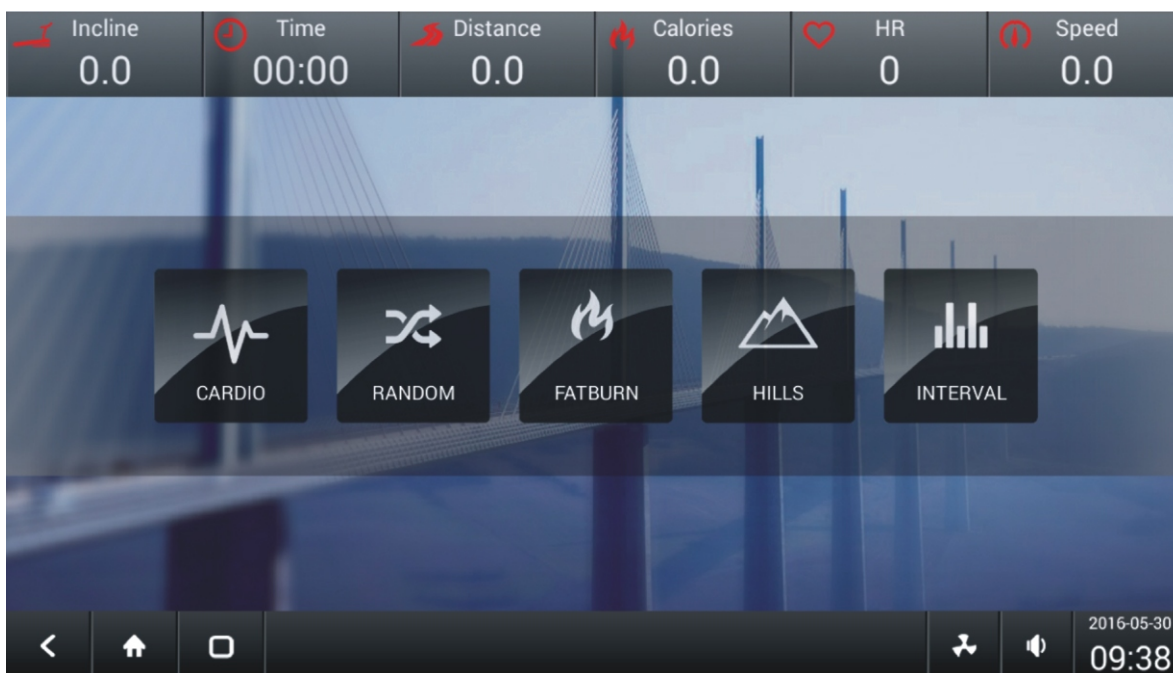 Incline Time Distance Calories HR Speed
0.0 00:00 0.0 0.0 0 0.0
CARDIO RANDOM FATBURN HILLS INTERVAL
2016-05-30
09:38